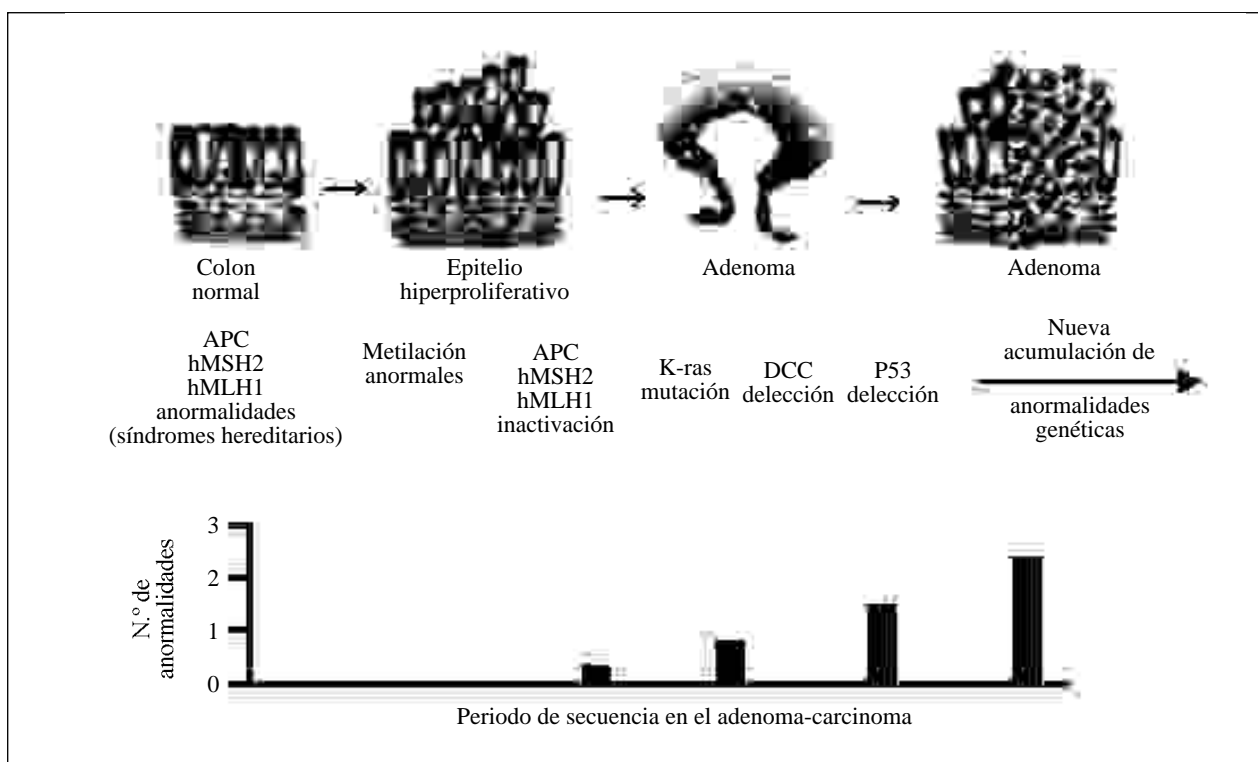 Colon
normal
Epitelio
hiperproliferativo
Adenoma
Adenoma
APC
hMSH2
hMLH1
anormalidades
(síndromes hereditarios)
Metilación
anormales
APC
hMSH2
hMLH1
inactivación
K-ras
mutación
DCC
delección
P53
delección
Nueva
acumulación de
anormalidades
genéticas
N.º de
anormalidades
3
2
1
0
Periodo de secuencia en el adenoma-carcinoma